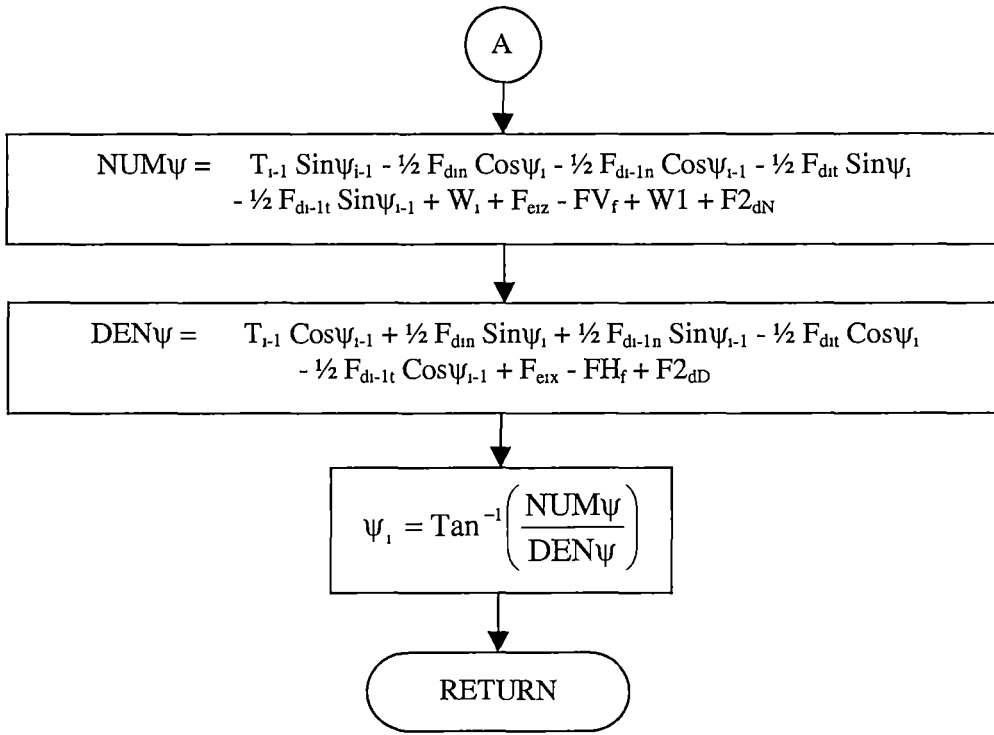 A
NUMψ = T_{i-1} Sinψ_{i-1} - ½ F_{din} Cosψ_i - ½ F_{di-1n} Cosψ_{i-1} - ½ F_{dit} Sinψ_i
- ½ F_{di-1t} Sinψ_{i-1} + W_i + F_{eiz} - FV_f + W1 + F2_{dN}
DENψ = T_{i-1} Cosψ_{i-1} + ½ F_{din} Sinψ_i + ½ F_{di-1n} Sinψ_{i-1} - ½ F_{dit} Cosψ_i
- ½ F_{di-1t} Cosψ_{i-1} + F_{eix} - FH_f + F2_{dD}
ψ_i = Tan^{-1}(NUMψ / DENψ)
RETURN